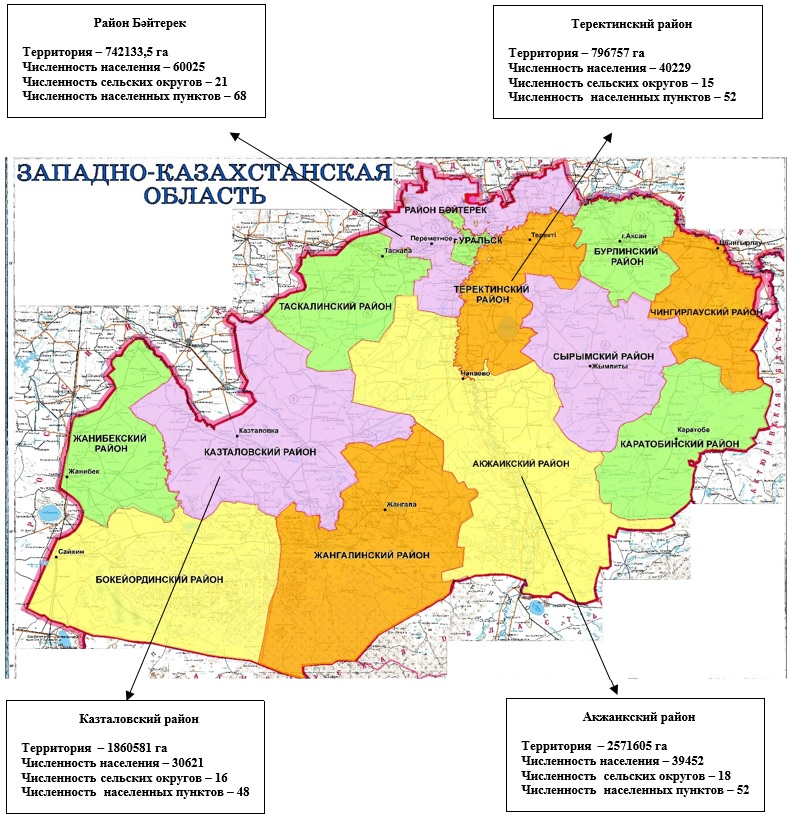 Район Бәйтерек
Территория – 742133,5 га
Численность населения – 60025
Численность сельских округов – 21
Численность населенных пунктов – 68
Теректинский район
Территория – 796757 га
Численность населения – 40229
Численность сельских округов – 15
Численность населенных пунктов – 52
ЗАПАДНО-КАЗАХСТАНСКАЯ
ОБЛАСТЬ
РАЙОН БӘЙТЕРЕК
Переметное
г.УРАЛЬСК
Теректі
г.Аксай
БУРЛИНСКИЙ
РАЙОН
Чингирлау
Таскала
ТЕРЕКТИНСКИЙ
РАЙОН
ТАСКАЛИНСКИЙ РАЙОН
ЧИНГИРЛАУСКИЙ РАЙОН
СЫРЫМСКИЙ РАЙОН
Жымпиты
Чапаево
Казталовка
ЖАНИБЕКСКИЙ
РАЙОН
КАЗТАЛОВСКИЙ РАЙОН
Каратобе
КАРАТОБИНСКИЙ РАЙОН
АКЖАИКСКИЙ РАЙОН
Жанибек
Жангала
Сайхин
ЖАНГАЛИНСКИЙ РАЙОН
БОКЕЙОРДИНСКИЙ РАЙОН
Казталовский район
Территория – 1860581 га
Численность населения – 30621
Численность сельских округов – 16
Численность населенных пунктов – 48
Акжаикский район
Территория – 2571605 га
Численность населения – 39452
Численность сельских округов – 18
Численность населенных пунктов – 52